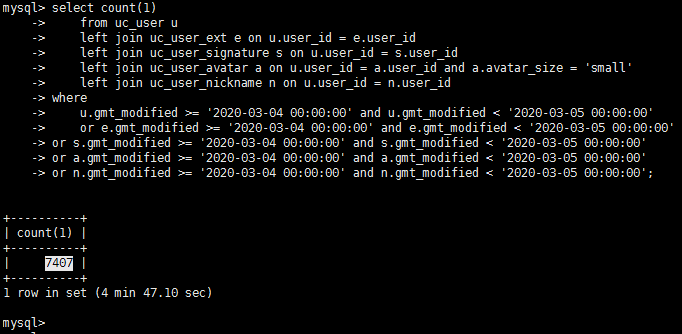 mysql> select count(1)
    ->     from uc_user u
    ->     left join uc_user_ext e on u.user_id = e.user_id
    ->     left join uc_user_signature s on u.user_id = s.user_id
    ->     left join uc_user_avatar a on u.user_id = a.user_id and a.avatar_size = 'small'
    ->     left join uc_user_nickname n on u.user_id = n.user_id
    -> where
    ->     u.gmt_modified >= '2020-03-04 00:00:00' and u.gmt_modified < '2020-03-05 00:00:00'
    ->     or e.gmt_modified >= '2020-03-04 00:00:00' and e.gmt_modified < '2020-03-05 00:00:00'
    -> or s.gmt_modified >= '2020-03-04 00:00:00' and s.gmt_modified < '2020-03-05 00:00:00'
    -> or a.gmt_modified >= '2020-03-04 00:00:00' and a.gmt_modified < '2020-03-05 00:00:00'
    -> or n.gmt_modified >= '2020-03-04 00:00:00' and n.gmt_modified < '2020-03-05 00:00:00';
+----------+
| count(1) |
+----------+
|     7407 |
+----------+
1 row in set (4 min 47.10 sec)
mysql>